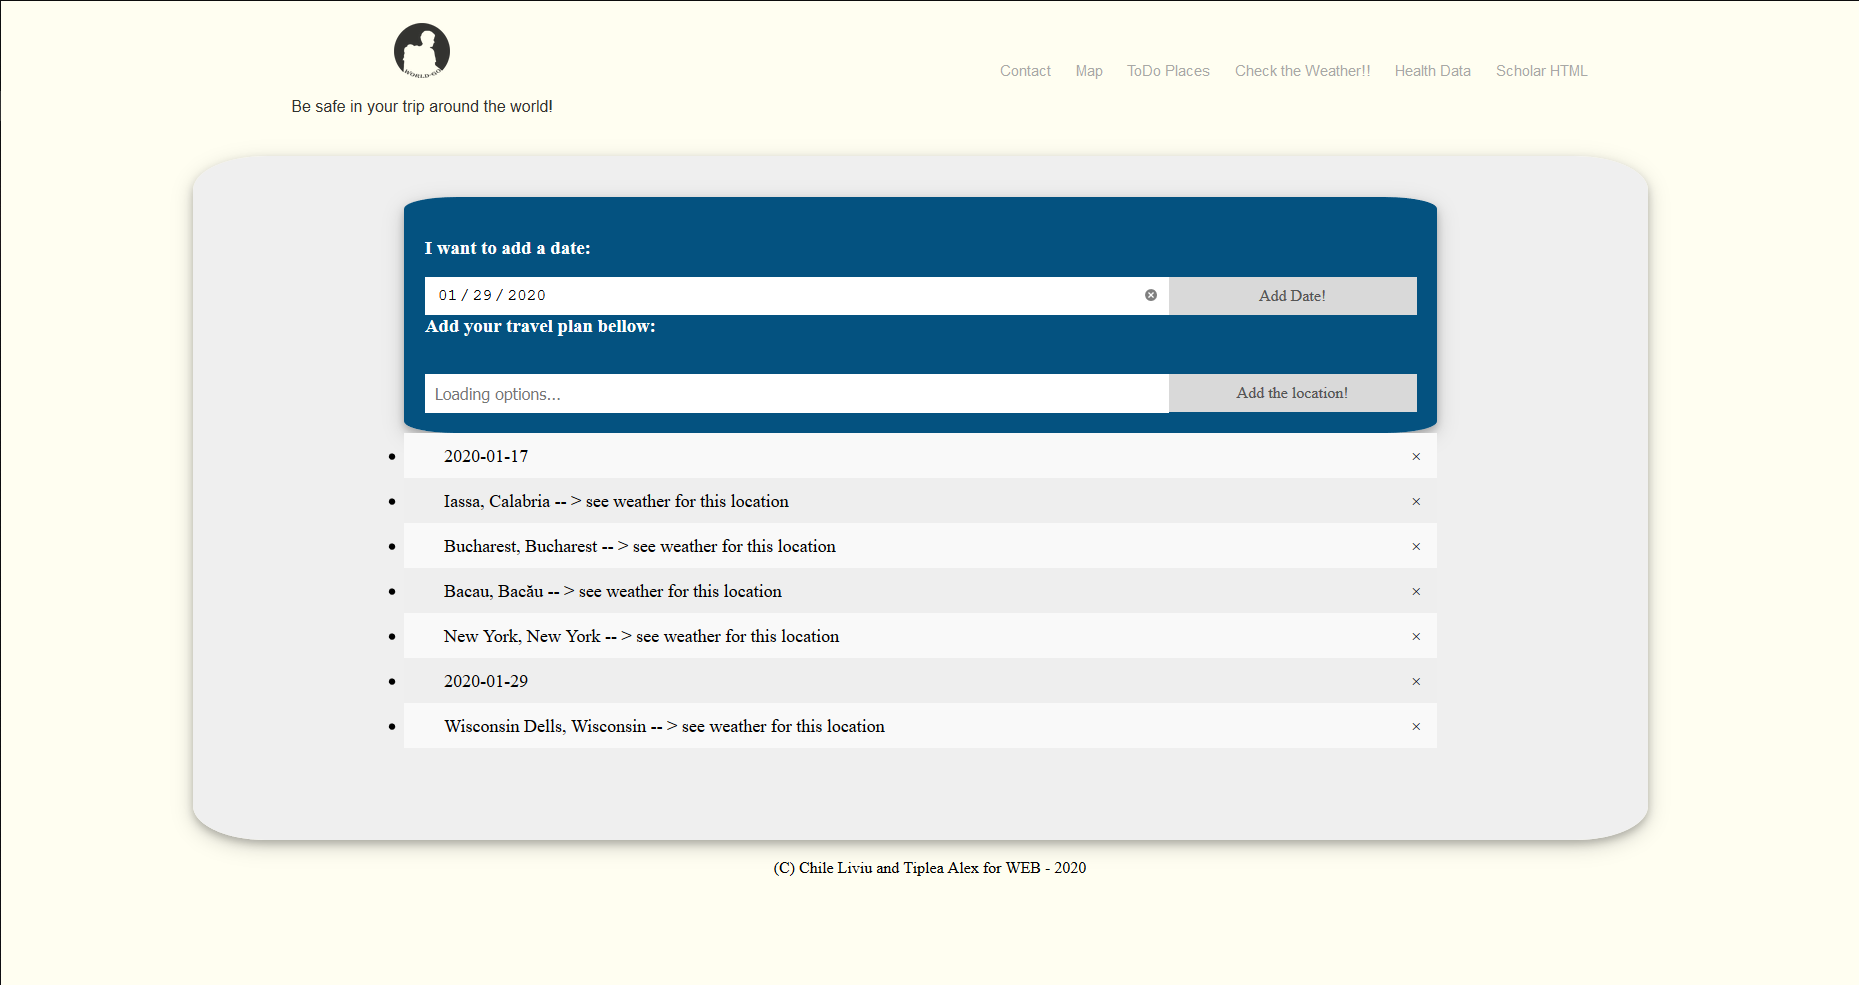 WORLD-GO
Be safe in your trip around the world!
Contact Map ToDo Places Check the Weather!! Health Data Scholar HTML
I want to add a date:
01 / 29 / 2020
Add Date!
Add your travel plan bellow:
Loading options...
Add the location!
2020-01-17 ×
Iassa, Calabria -- > see weather for this location ×
Bucharest, Bucharest -- > see weather for this location ×
Bacau, Bacău -- > see weather for this location ×
New York, New York -- > see weather for this location ×
2020-01-29 ×
Wisconsin Dells, Wisconsin -- > see weather for this location ×
(C) Chile Liviu and Tiplea Alex for WEB - 2020